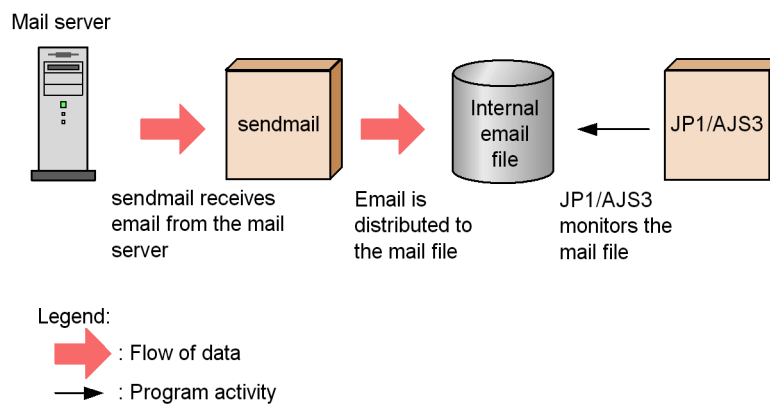 Mail server
sendmail
Internal
email
file
JP1/AJS3
sendmail receives
email from the mail
server
Email is
distributed to
the mail file
JP1/AJS3
monitors the
mail file
Legend:
: Flow of data
: Program activity